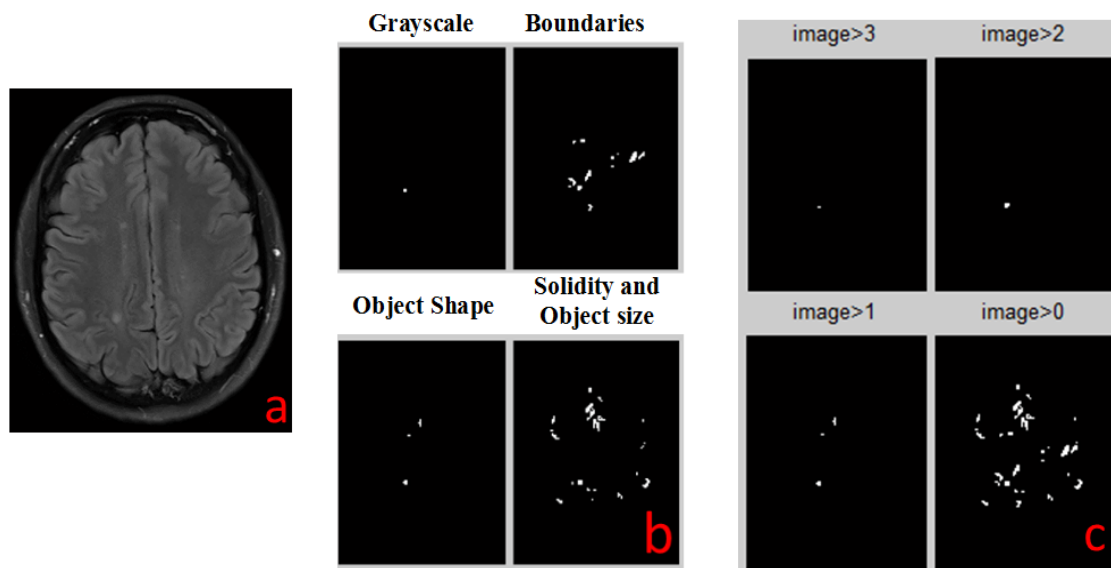 Grayscale
Boundaries
Object Shape
Solidity and
Object size
image>3
image>2
image>1
image>0
a
b
c